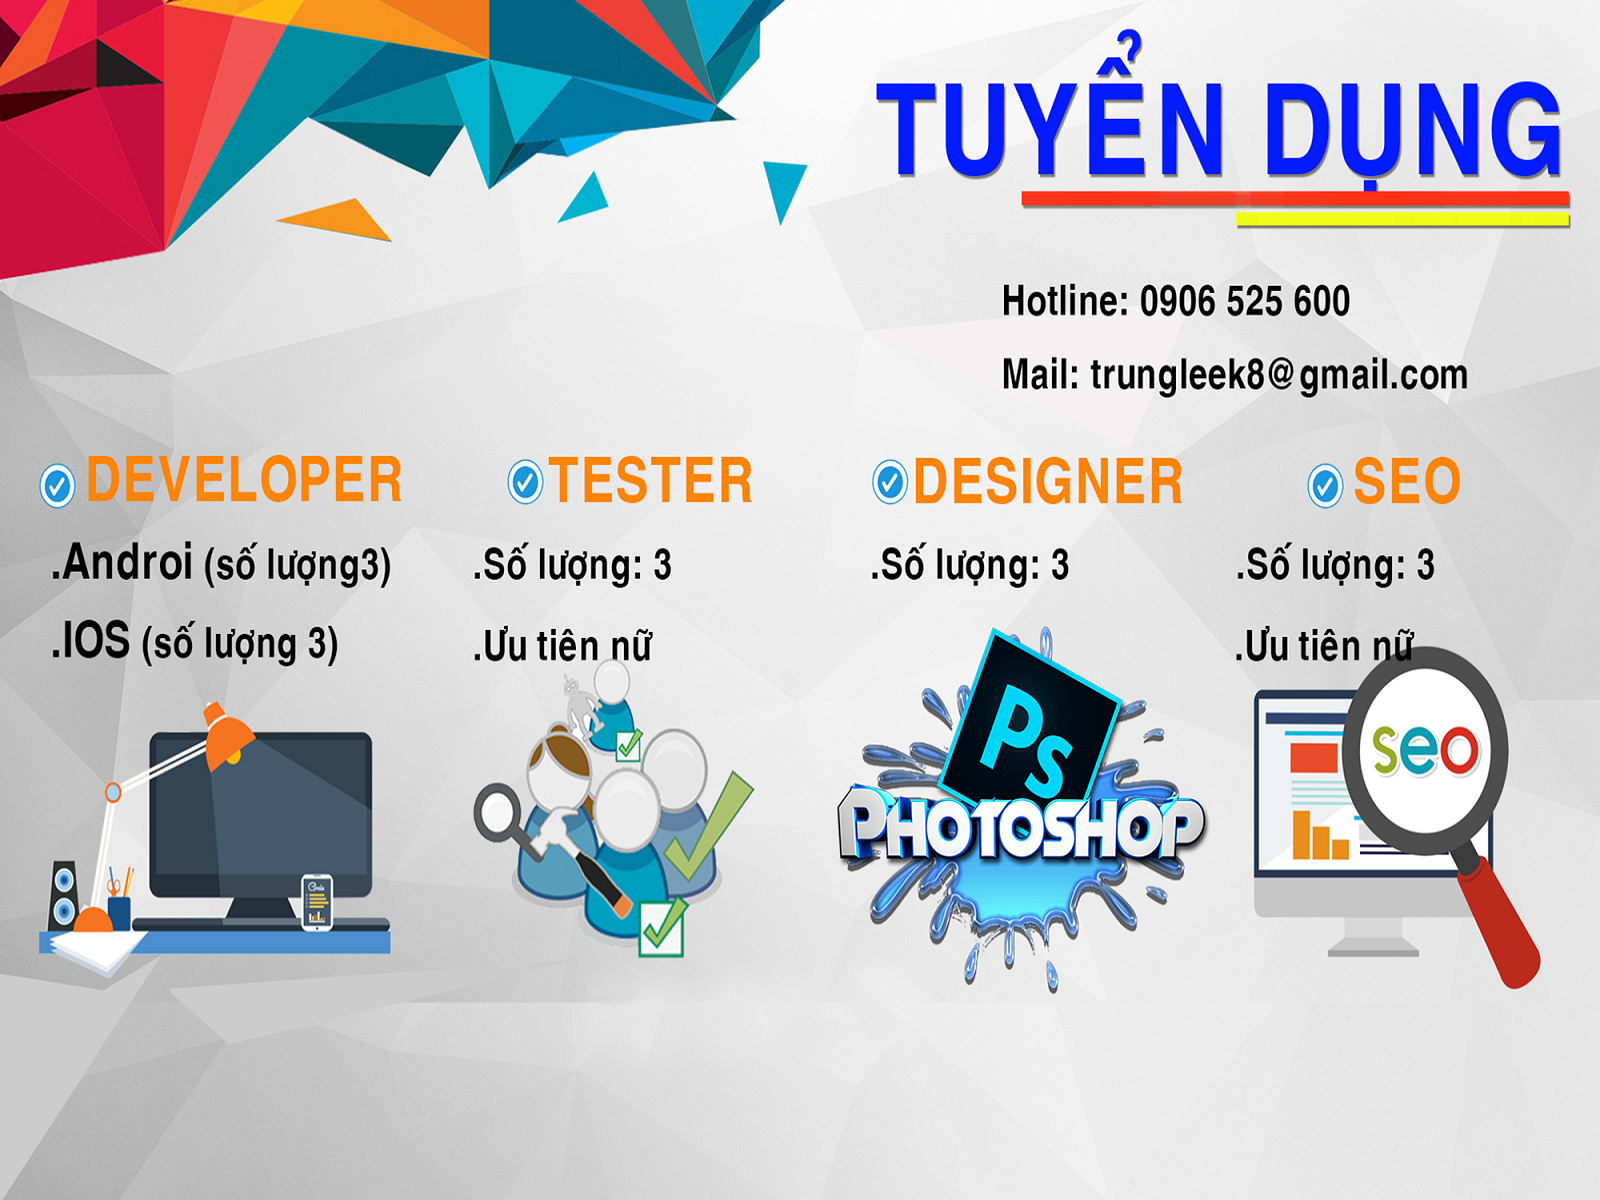 TUYỂN DỤNG
Hotline: 0906 525 600
Mail: trungleek8@gmail.com
DEVELOPER
.Androi (số lượng3)
.IOS (số lượng 3)
TESTER
.Số lượng: 3
.Ưu tiên nữ
DESIGNER
.Số lượng: 3
Ps
PHOTOSHOP
SEO
.Số lượng: 3
.Ưu tiên nữ
seo